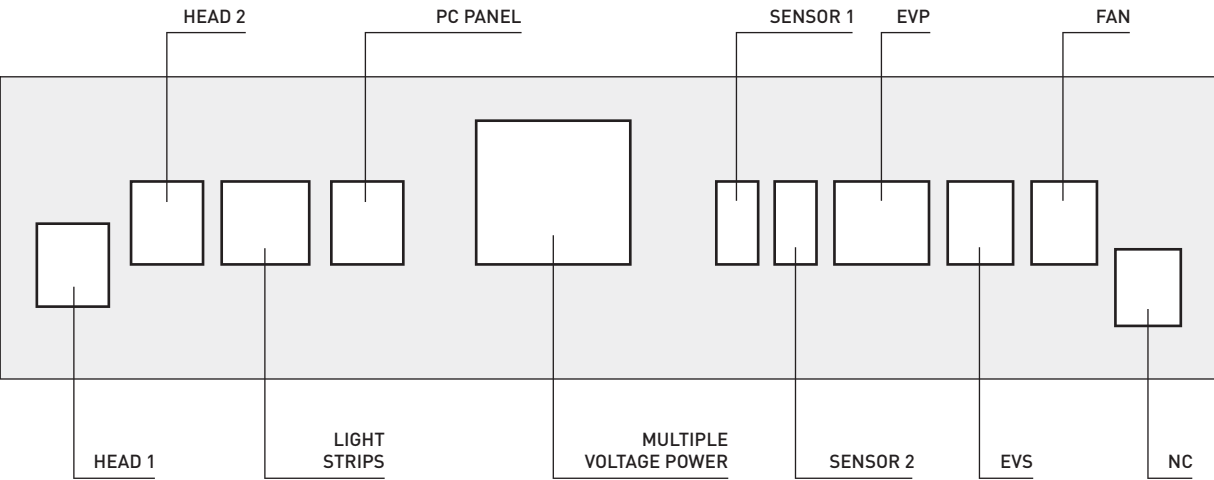 HEAD 2
PC PANEL
SENSOR 1
EVP
FAN
HEAD 1
LIGHT
STRIPS
MULTIPLE
VOLTAGE POWER
SENSOR 2
EVS
NC